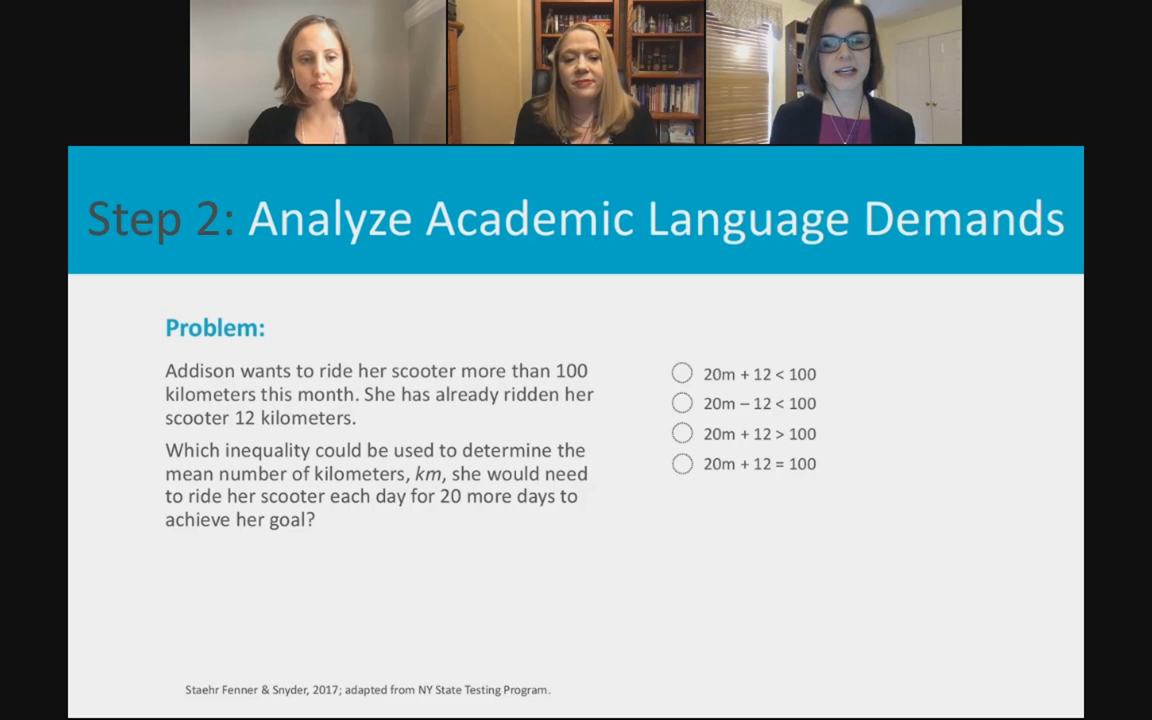 Step 2: Analyze Academic Language Demands
Problem:
Addison wants to ride her scooter more than 100
kilometers this month. She has already ridden her
scooter 12 kilometers.
Which inequality could be used to determine the
mean number of kilometers, km, she would need
to ride her scooter each day for 20 more days to
achieve her goal?
20m + 12 < 100
20m – 12 < 100
20m + 12 > 100
20m + 12 = 100
Staehr Fenner & Snyder, 2017; adapted from NY State Testing Program.